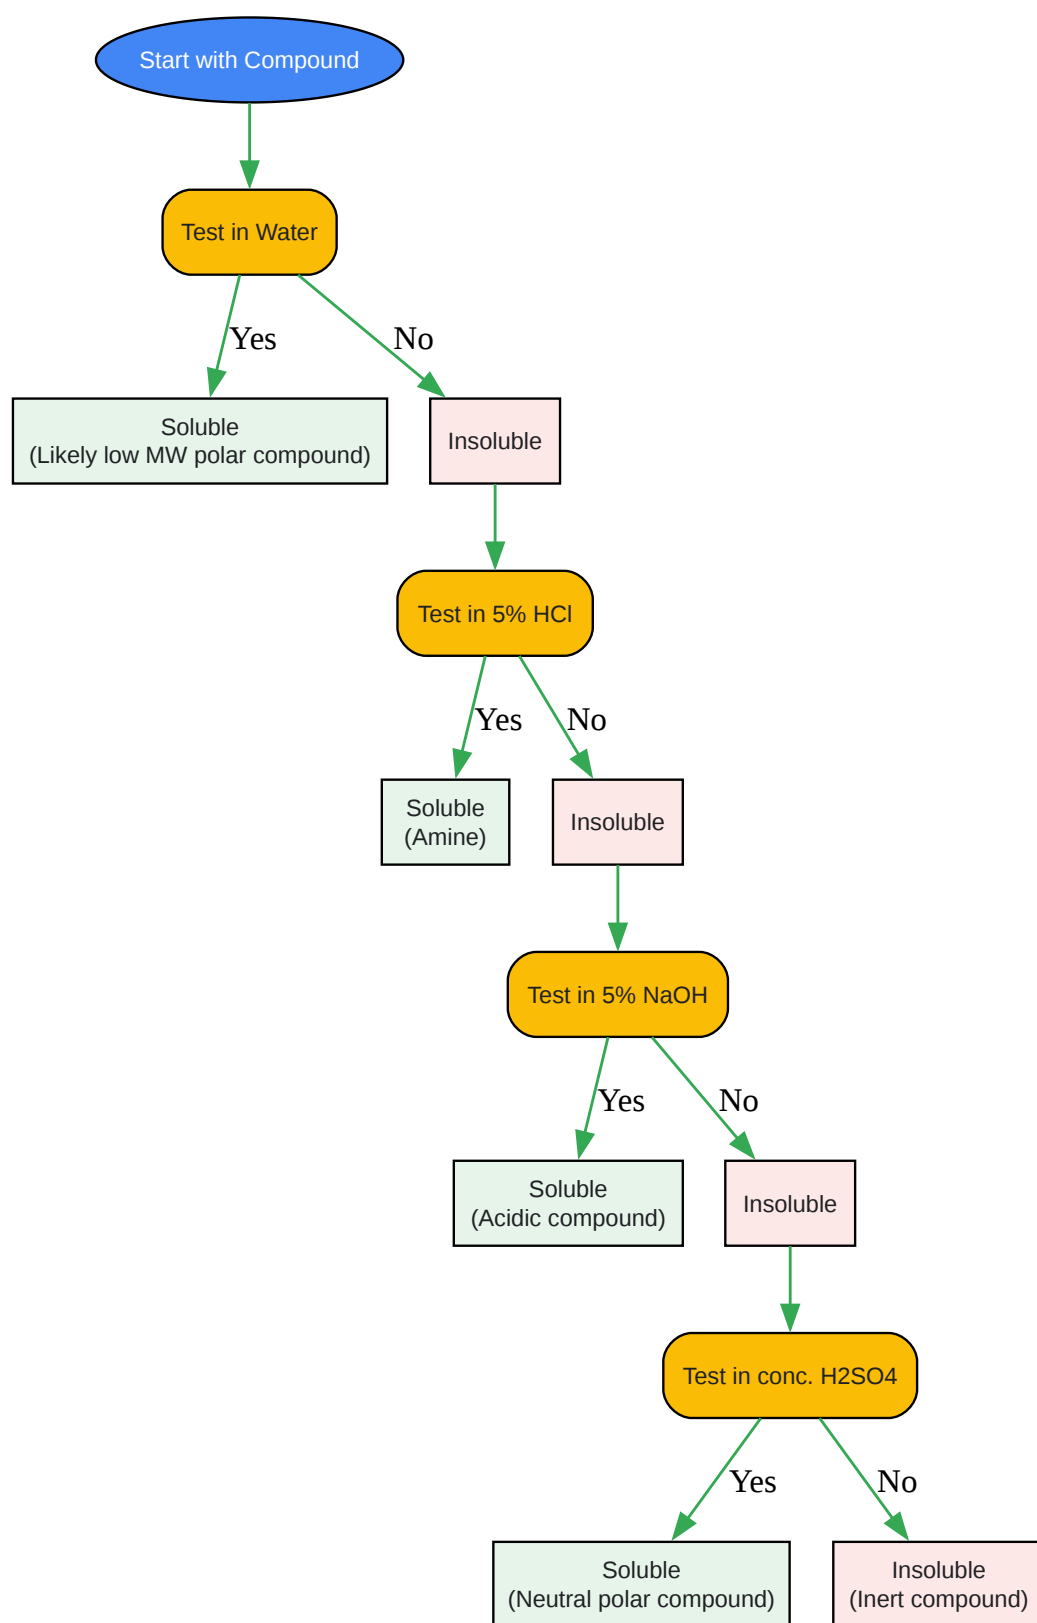 Start with Compound
Test in Water
Yes
No
Soluble
(Likely low MW polar compound)
Insoluble
Test in 5% HCl
Yes
No
Soluble
(Amine)
Insoluble
Test in 5% NaOH
Yes
No
Soluble
(Acidic compound)
Insoluble
Test in conc. H2SO4
Yes
No
Soluble
(Neutral polar compound)
Insoluble
(Inert compound)